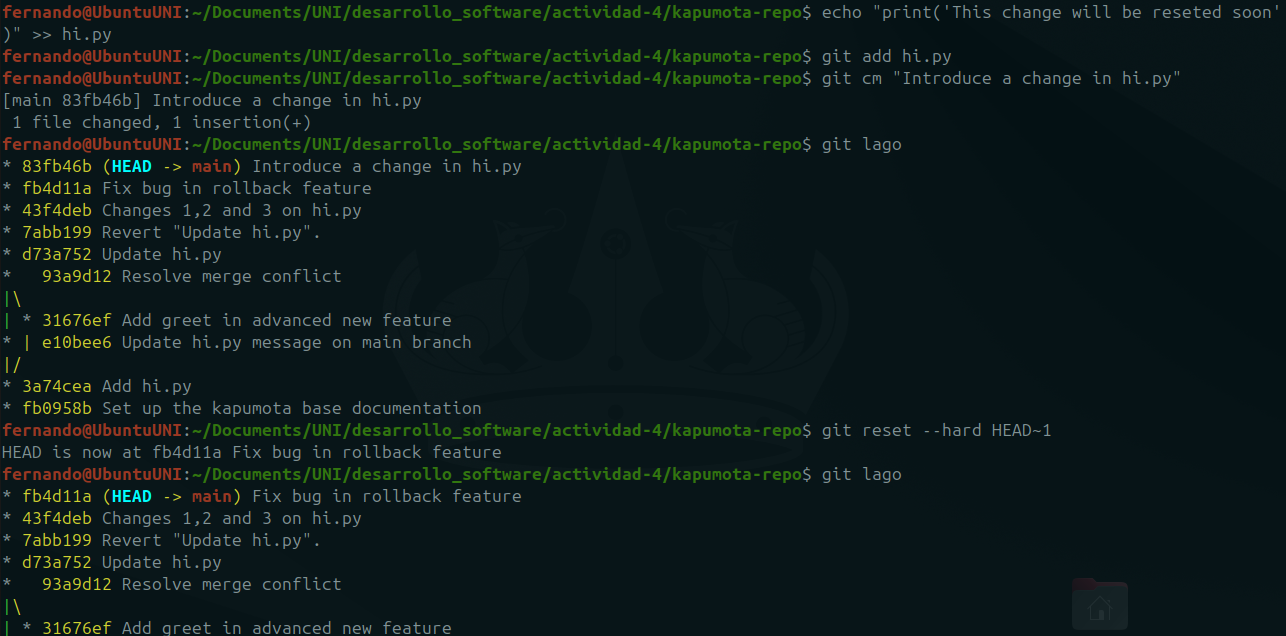 fernando@UbuntuUNI:~/Documents/UNI/desarrollo_software/actividad-4/kapumota-repo$ echo "print('This change will be reseted soon'
)" >> hi.py
fernando@UbuntuUNI:~/Documents/UNI/desarrollo_software/actividad-4/kapumota-repo$ git add hi.py
fernando@UbuntuUNI:~/Documents/UNI/desarrollo_software/actividad-4/kapumota-repo$ git cm "Introduce a change in hi.py"
[main 83fb46b] Introduce a change in hi.py
 1 file changed, 1 insertion(+)
fernando@UbuntuUNI:~/Documents/UNI/desarrollo_software/actividad-4/kapumota-repo$ git lago
* 83fb46b (HEAD -> main) Introduce a change in hi.py
* fb4d11a Fix bug in rollback feature
* 43f4deb Changes 1,2 and 3 on hi.py
* 7abb199 Revert "Update hi.py".
* d73a752 Update hi.py
*   93a9d12 Resolve merge conflict
|\
| * 31676ef Add greet in advanced new feature
* | e10bee6 Update hi.py message on main branch
|/
* 3a74cea Add hi.py
* fb0958b Set up the kapumota base documentation
fernando@UbuntuUNI:~/Documents/UNI/desarrollo_software/actividad-4/kapumota-repo$ git reset --hard HEAD~1
HEAD is now at fb4d11a Fix bug in rollback feature
fernando@UbuntuUNI:~/Documents/UNI/desarrollo_software/actividad-4/kapumota-repo$ git lago
* fb4d11a (HEAD -> main) Fix bug in rollback feature
* 43f4deb Changes 1,2 and 3 on hi.py
* 7abb199 Revert "Update hi.py".
* d73a752 Update hi.py
*   93a9d12 Resolve merge conflict
|\
| * 31676ef Add greet in advanced new feature